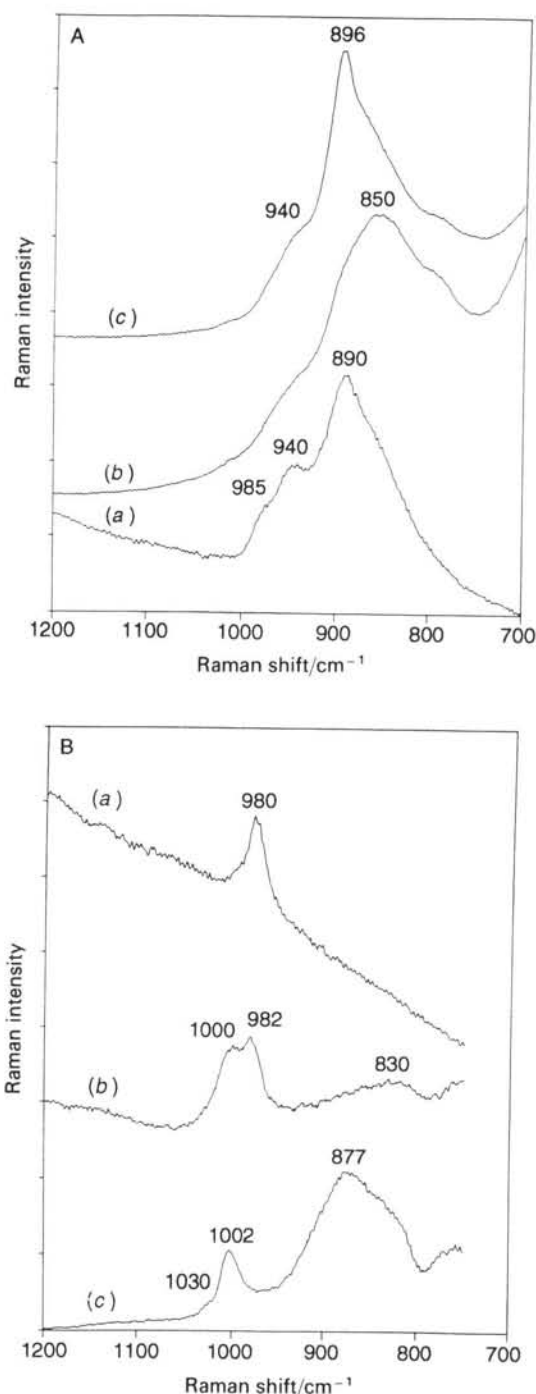 A
896
940
850
(c)
890
940
985
(b)
(a)
Raman intensity
1200 1100 1000 900 800 700
Raman shift/cm⁻¹
B
(a)
980
1000 982
830
(b)
877
1002
1030
(c)
Raman intensity
1200 1100 1000 900 800 700
Raman shift/cm⁻¹